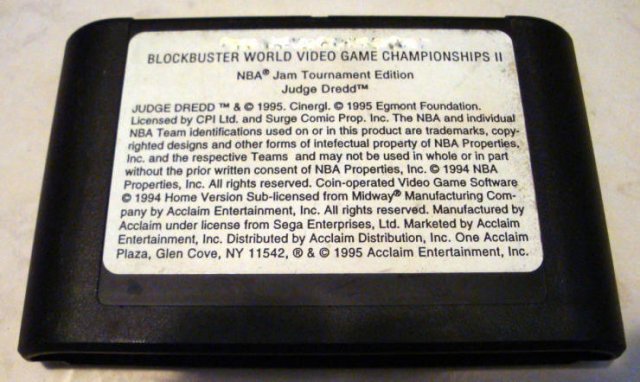 BLOCKBUSTER WORLD VIDEO GAME CHAMPIONSHIPS II
NBA® Jam Tournament Edition
Judge Dredd™
JUDGE DREDD ™ & © 1995. Cinergl. © 1995 Egmont Foundation.
Licensed by CPI Ltd. and Surge Comic Prop. Inc. The NBA and individual
NBA Team identifications used on or in this product are trademarks, copy-
righted designs and other forms of intefectual property of NBA Properties,
Inc. and the respective Teams and may not be used in whole or in part
without the prior written consent of NBA Properties, Inc. © 1994 NBA
Properties, Inc. All rights reserved. Coin-operated Video Game Software
© 1994 Home Version Sub-licensed from Midway® Manufacturing Com-
pany by Acclaim Entertainment, Inc. All rights reserved. Manufactured by
Acclaim under license from Sega Enterprises, Ltd. Marketed by Acclaim
Entertainment, Inc. Distributed by Acclaim Distribution, Inc. One Acclaim
Plaza, Glen Cove, NY 11542, ® & © 1995 Acclaim Entertainment, Inc.